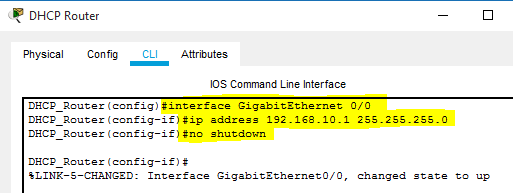 DHCP Router
Physical Config CLI Attributes
IOS Command Line Interface
DHCP_Router(config)#interface GigabitEthernet 0/0
DHCP_Router(config-if)#ip address 192.168.10.1 255.255.255.0
DHCP_Router(config-if)#no shutdown
DHCP_Router(config-if)#
%LINK-5-CHANGED: Interface GigabitEthernet0/0, changed state to up